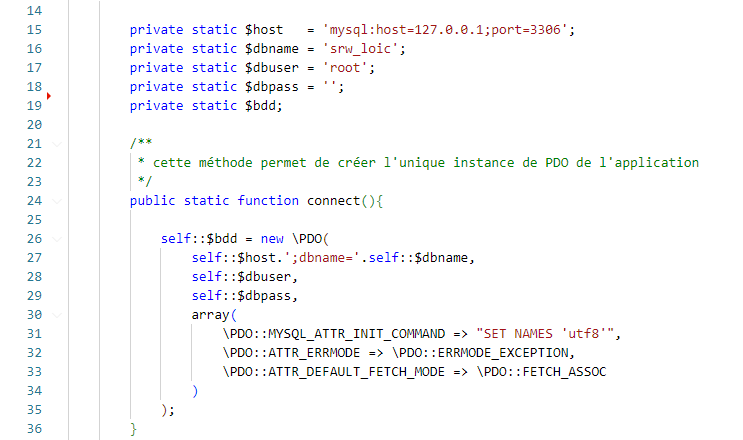 14
15 private static $host   = 'mysql:host=127.0.0.1;port=3306';
16 private static $dbname = 'srw_loic';
17 private static $dbuser = 'root';
18 private static $dbpass = '';
19 private static $bdd;
20
21 /**
22  * cette méthode permet de créer l'unique instance de PDO de l'application
23  */
24 public static function connect(){
25
26     self::$bdd = new \PDO(
27         self::$host.';dbname='.self::$dbname,
28         self::$dbuser,
29         self::$dbpass,
30         array(
31             \PDO::MYSQL_ATTR_INIT_COMMAND => "SET NAMES 'utf8'",
32             \PDO::ATTR_ERRMODE => \PDO::ERRMODE_EXCEPTION,
33             \PDO::ATTR_DEFAULT_FETCH_MODE => \PDO::FETCH_ASSOC
34         )
35     );
36 }